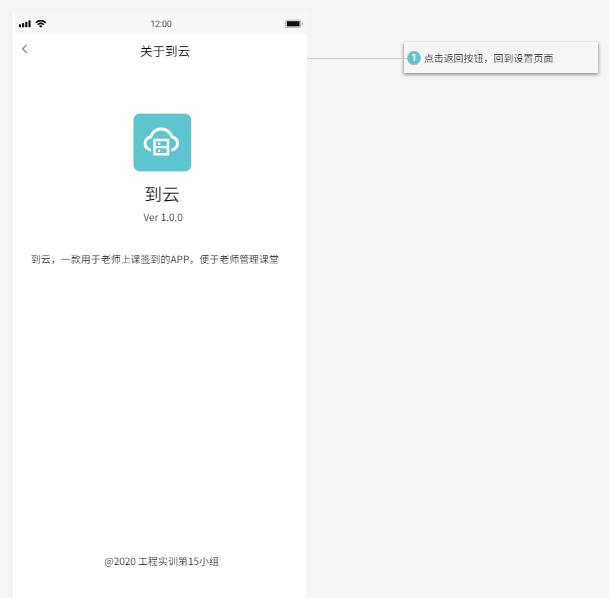 12:00
关于到云
1 点击返回按钮，回到设置页面
到云
Ver 1.0.0
到云，一款用于老师上课签到的APP，便于老师管理课堂
@2020 工程实训第15小组